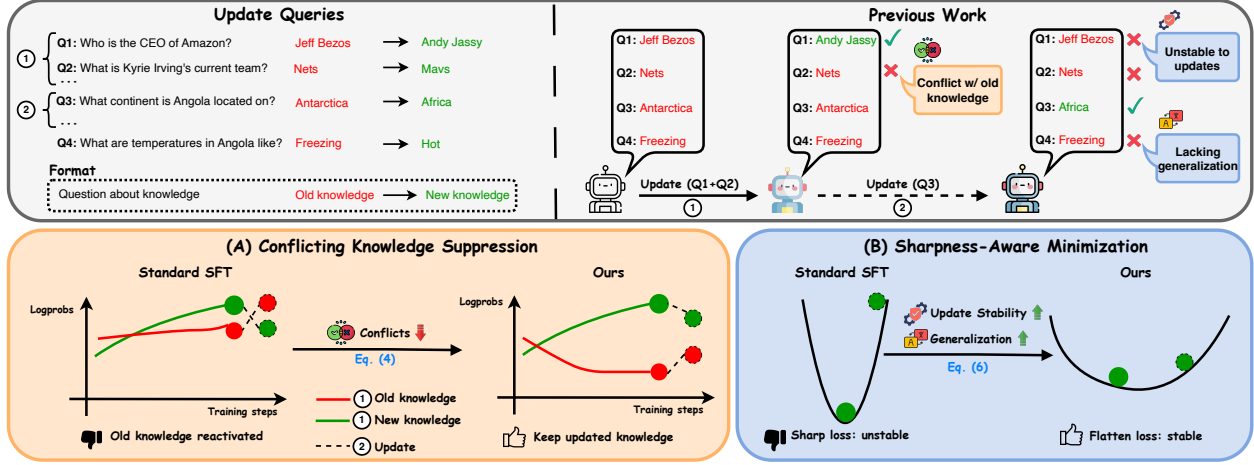 Update Queries
1
Q1: Who is the CEO of Amazon? Jeff Bezos Andy Jassy
Q2: What is Kyrie Irving's current team? Nets Mavs
...
2
Q3: What continent is Angola located on? Antarctica Africa
...
Q4: What are temperatures in Angola like? Freezing Hot
Format
Question about knowledge Old knowledge New knowledge
Previous Work
Q1: Jeff Bezos
Q2: Nets
Q3: Antarctica
Q4: Freezing
Update (Q1+Q2)
1
Q1: Andy Jassy
Q2: Nets
Q3: Antarctica
Q4: Freezing
Conflict w/ old
knowledge
Update (Q3)
2
Q1: Jeff Bezos
Q2: Nets
Q3: Africa
Q4: Freezing
Unstable to
updates
Lacking
generalization
(A) Conflicting Knowledge Suppression
Standard SFT
Logprobs
Training steps
Old knowledge reactivated
Conflicts
Eq. (4)
1 Old knowledge
1 New knowledge
2 Update
Ours
Logprobs
Training steps
Keep updated knowledge
(B) Sharpness-Aware Minimization
Standard SFT
Sharp loss: unstable
Update Stability
Generalization
Eq. (6)
Ours
Flatten loss: stable